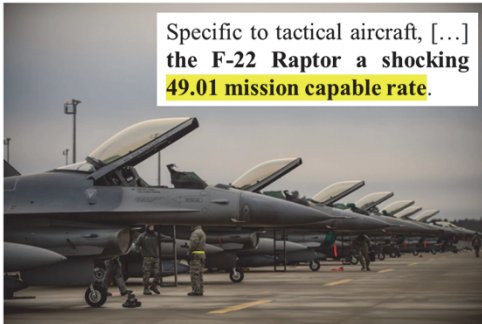 Specific to tactical aircraft, […]
the F-22 Raptor a shocking
49.01 mission capable rate.